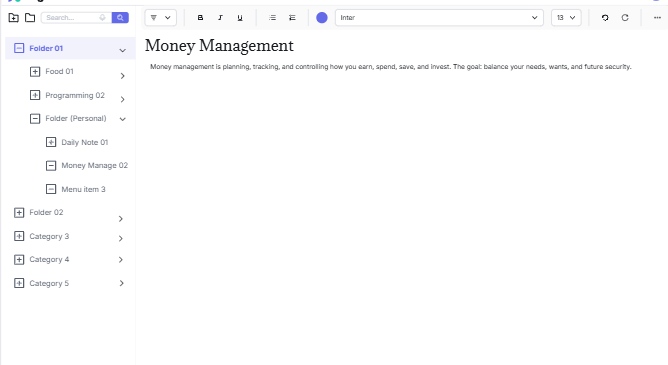 Search...
B I U
Inter
13
Folder 01
Food 01
Programming 02
Folder (Personal)
Daily Note 01
Money Manage 02
Menu item 3
Folder 02
Category 3
Category 4
Category 5
Money Management
Money management is planning, tracking, and controlling how you earn, spend, save, and invest. The goal: balance your needs, wants, and future security.